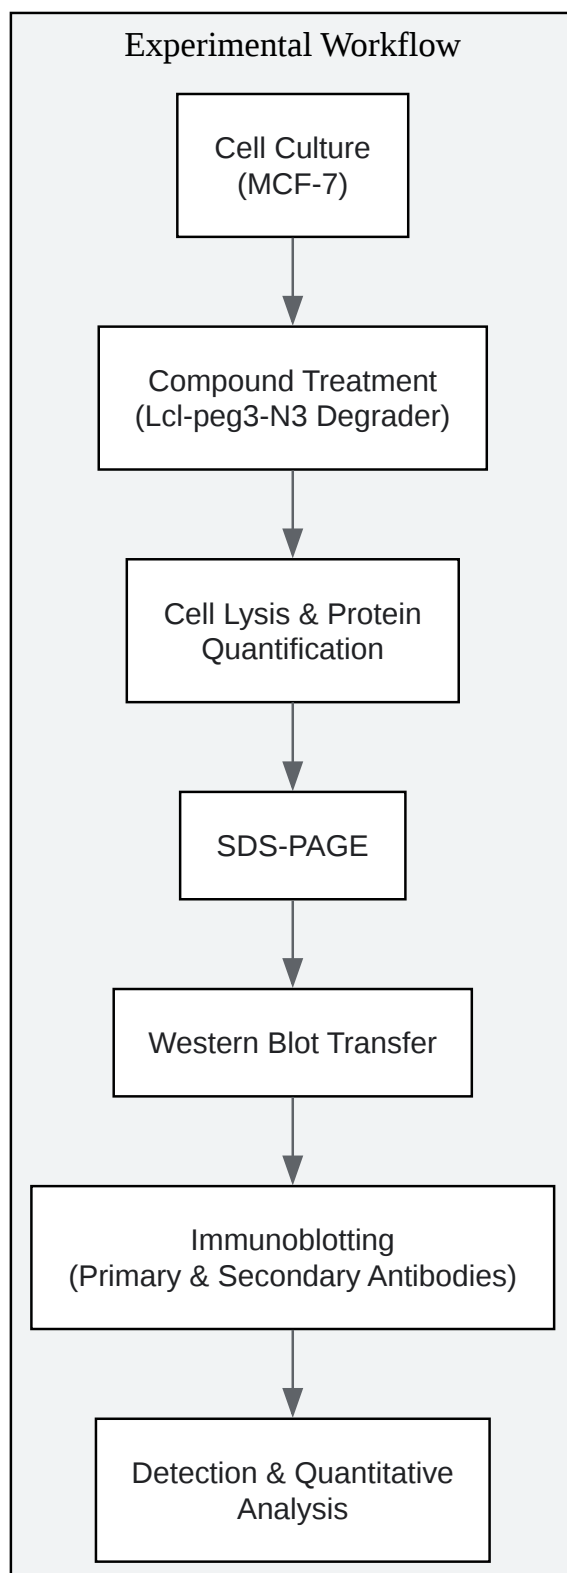 Experimental Workflow
Cell Culture
(MCF-7)
Compound Treatment
(Lcl-peg3-N3 Degrader)
Cell Lysis & Protein
Quantification
SDS-PAGE
Western Blot Transfer
Immunoblotting
(Primary & Secondary Antibodies)
Detection & Quantitative
Analysis